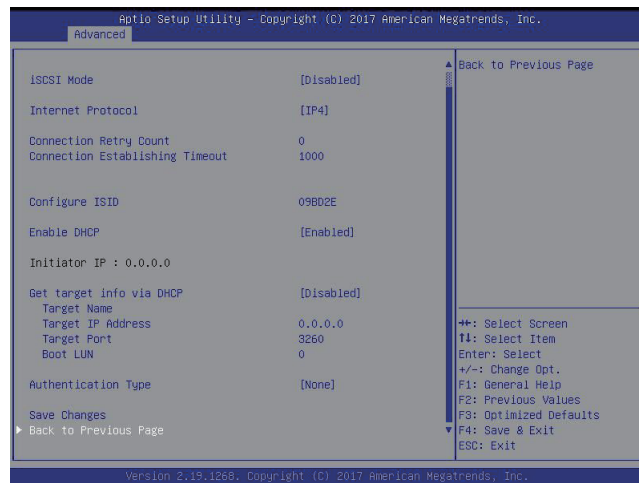 Aptio Setup Utility – Copyright (C) 2017 American Megatrends, Inc.
Advanced
iSCSI Mode [Disabled]
Internet Protocol [IP4]
Connection Retry Count 0
Connection Establishing Timeout 1000
Configure ISID 09BD2E
Enable DHCP [Enabled]
Initiator IP : 0.0.0.0
Get target info via DHCP [Disabled]
Target Name
Target IP Address 0.0.0.0
Target Port 3260
Boot LUN 0
Authentication Type [None]
Save Changes
Back to Previous Page
Back to Previous Page
→←: Select Screen
↑↓: Select Item
Enter: Select
+/-: Change Opt.
F1: General Help
F2: Previous Values
F3: Optimized Defaults
F4: Save & Exit
ESC: Exit
Version 2.19.1268. Copyright (C) 2017 American Megatrends, Inc.